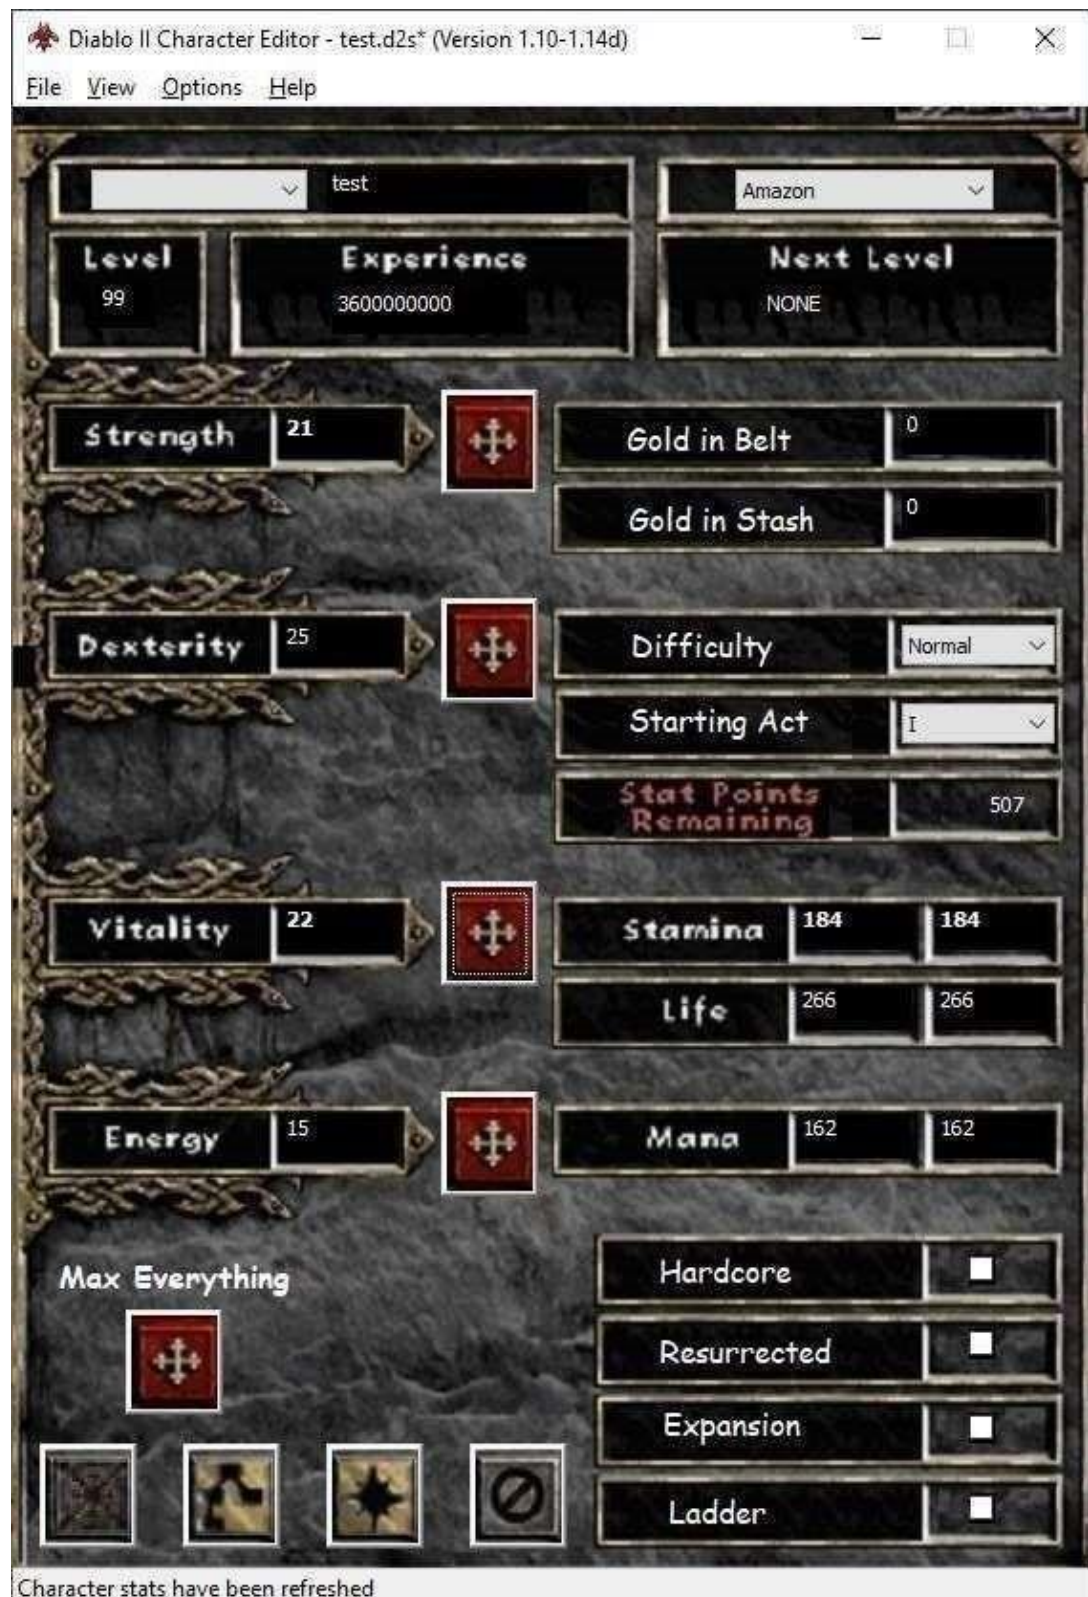 Diablo II Character Editor - test.d2s* (Version 1.10-1.14d)
File View Options Help
test Amazon
Level Experience Next Level
99 3600000000 NONE
Strength 21 Gold in Belt 0
Gold in Stash 0
Dexterity 25 Difficulty Normal
Starting Act I
Stat Points
Remaining 507
Vitality 22 Stamina 184 184
Life 266 266
Energy 15 Mana 162 162
Max Everything
Hardcore
Resurrected
Expansion
Ladder
Character stats have been refreshed